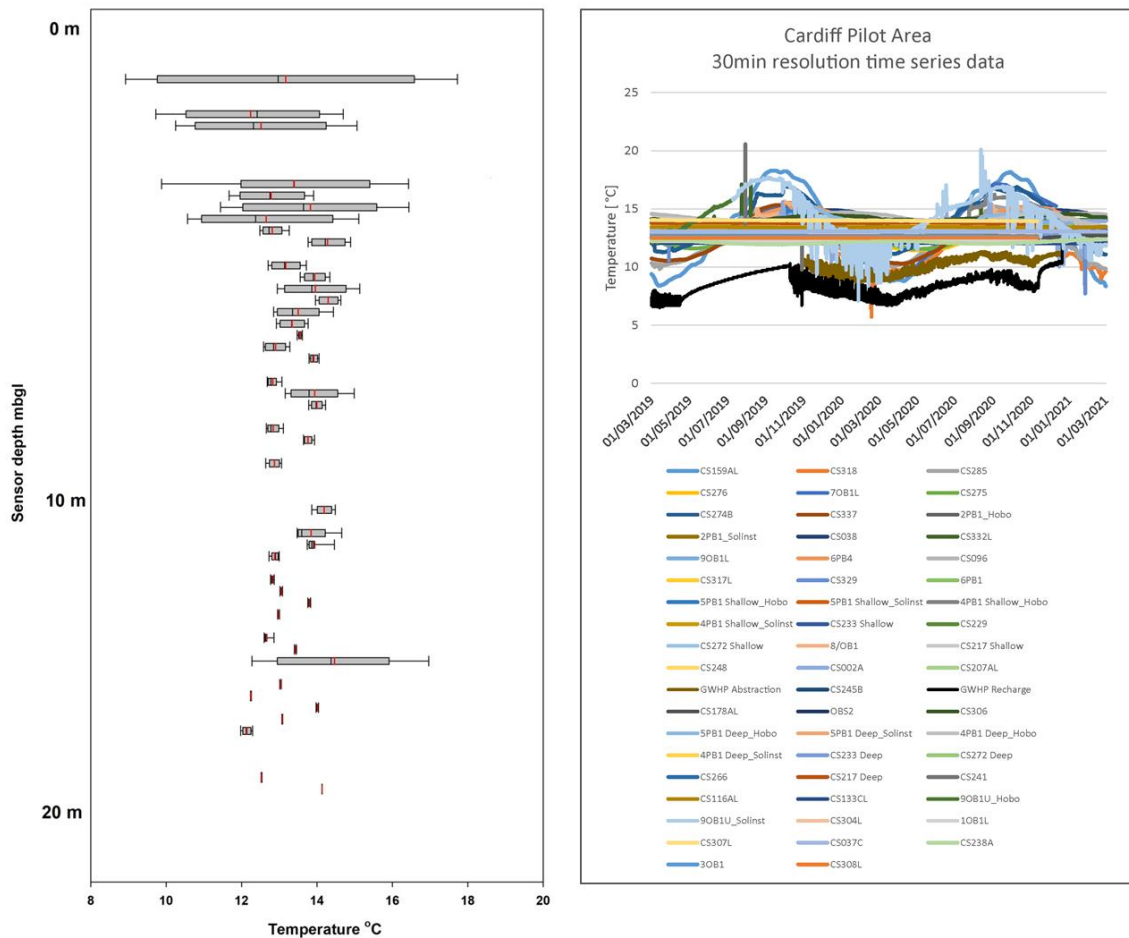 0 m
10 m
20 m
Sensor depth mbgl
8 10 12 14 16 18 20
Temperature °C
Cardiff Pilot Area
30min resolution time series data
25
20
15
10
5
0
Temperature [°C]
01/03/2019 01/05/2019 01/07/2019 01/09/2019 01/11/2019 01/01/2020 01/03/2020 01/05/2020 01/07/2020 01/09/2020 01/11/2020 01/01/2021 01/03/2021
CS159AL CS318 CS285
CS276 7OB1L CS275
CS274B CS337 2PB1_Hobo
2PB1_Solinst CS038 CS332L
9OB1L 6PB4 CS096
CS317L CS329 6PB1
5PB1 Shallow_Hobo 5PB1 Shallow_Solinst 4PB1 Shallow_Hobo
4PB1 Shallow_Solinst CS233 Shallow CS229
CS272 Shallow 8/OB1 CS217 Shallow
CS248 CS002A CS207AL
GWHP Abstraction CS245B GWHP Recharge
CS178AL OBS2 CS306
5PB1 Deep_Hobo 5PB1 Deep_Solinst 4PB1 Deep_Hobo
4PB1 Deep_Solinst CS233 Deep CS272 Deep
CS266 CS217 Deep CS241
CS116AL CS133CL 9OB1U_Hobo
9OB1U_Solinst CS304L 1OB1L
CS307L CS037C CS238A
3OB1 CS308L